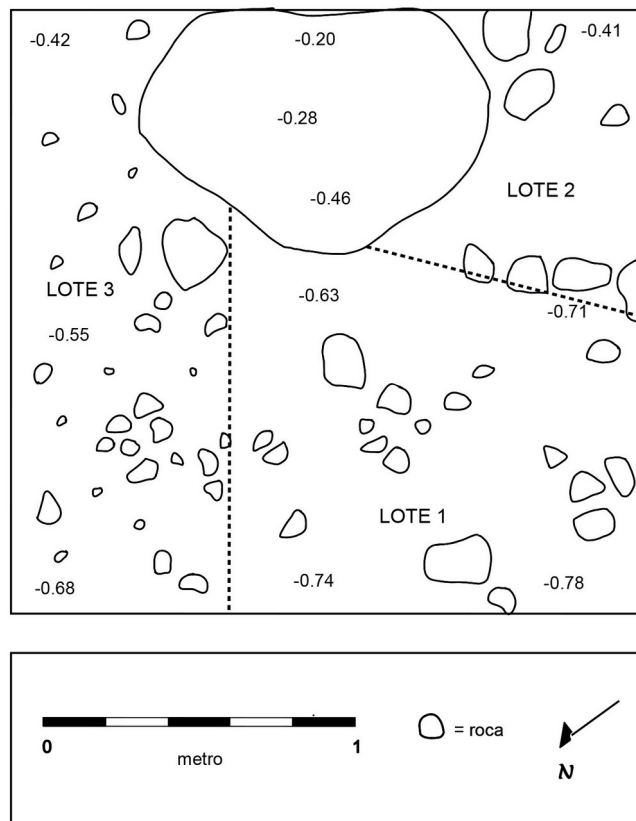 -0.42
-0.20
-0.41
-0.28
-0.46
LOTE 2
LOTE 3
-0.63
-0.71
-0.55
LOTE 1
-0.68
-0.74
-0.78
0
1
metro
= roca
N